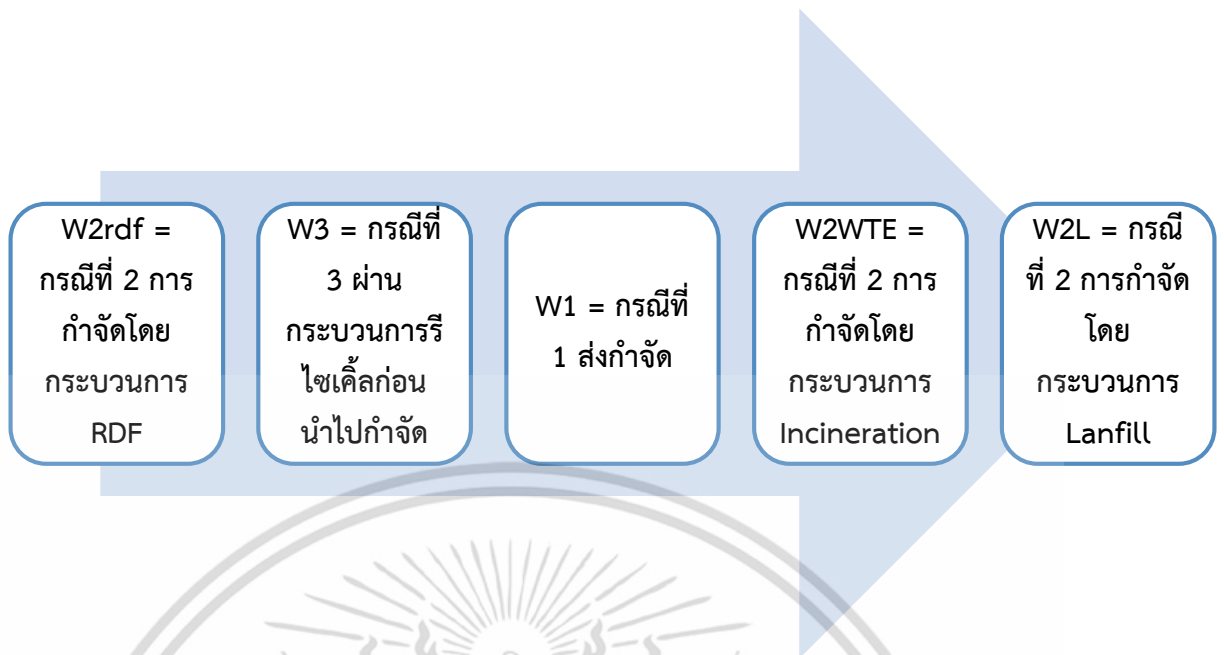 W2rdf =
กรณีที่ 2 การ
กำจัดโดย
กระบวนการ
RDF
W3 = กรณีที่
3 ผ่าน
กระบวนการรี
ไซเคิ้ลก่อน
นำไปกำจัด
W1 = กรณีที่
1 ส่งกำจัด
W2WTE =
กรณีที่ 2 การ
กำจัดโดย
กระบวนการ
Incineration
W2L = กรณี
ที่ 2 การกำจัด
โดย
กระบวนการ
Lanfill